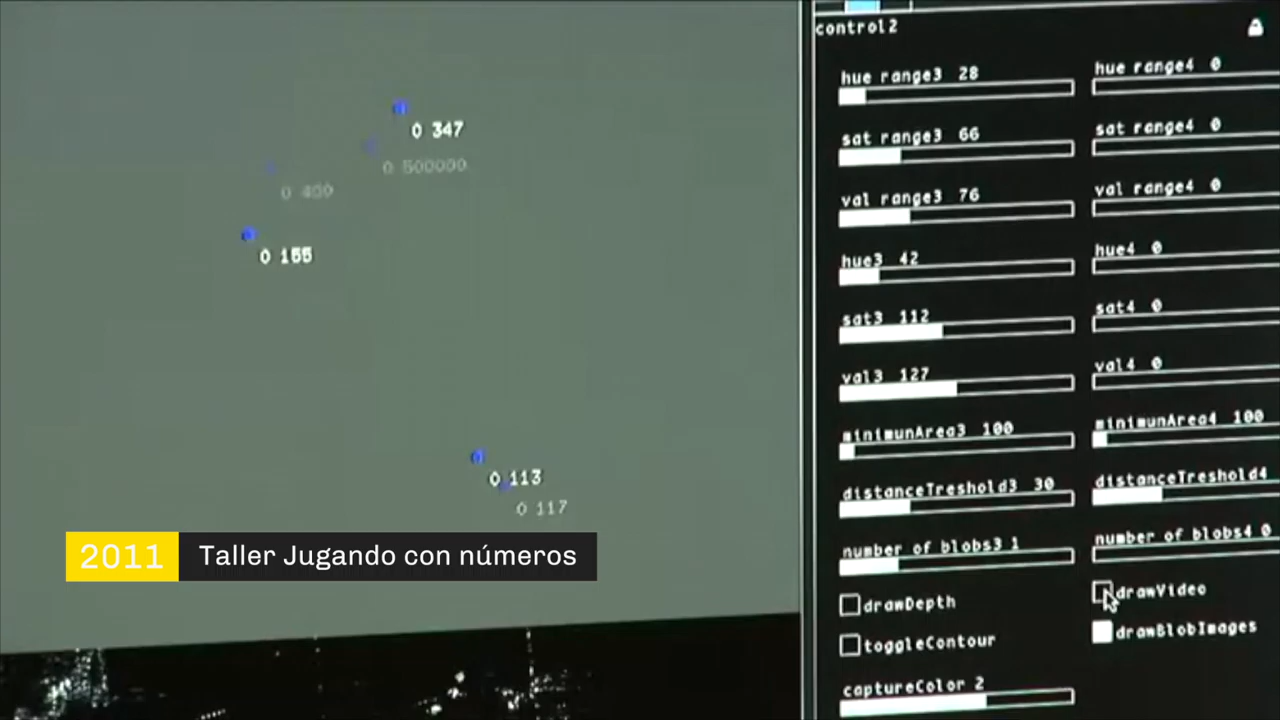 control2
0 347
0 500000
0 400
0 155
0 113
0 117
hue range3 28
hue range4 0
sat range3 66
sat range4 0
val range3 76
val range4 0
hue3 42
hue4 0
sat3 112
sat4 0
val3 127
val4 0
minimunArea3 100
minimunArea4 100
distanceTreshold3 30
distanceTreshold4
number of blobs3 1
number of blobs4 0
drawDepth
drawVideo
toggleContour
drawBlobImages
captureColor 2
2011 Taller Jugando con números